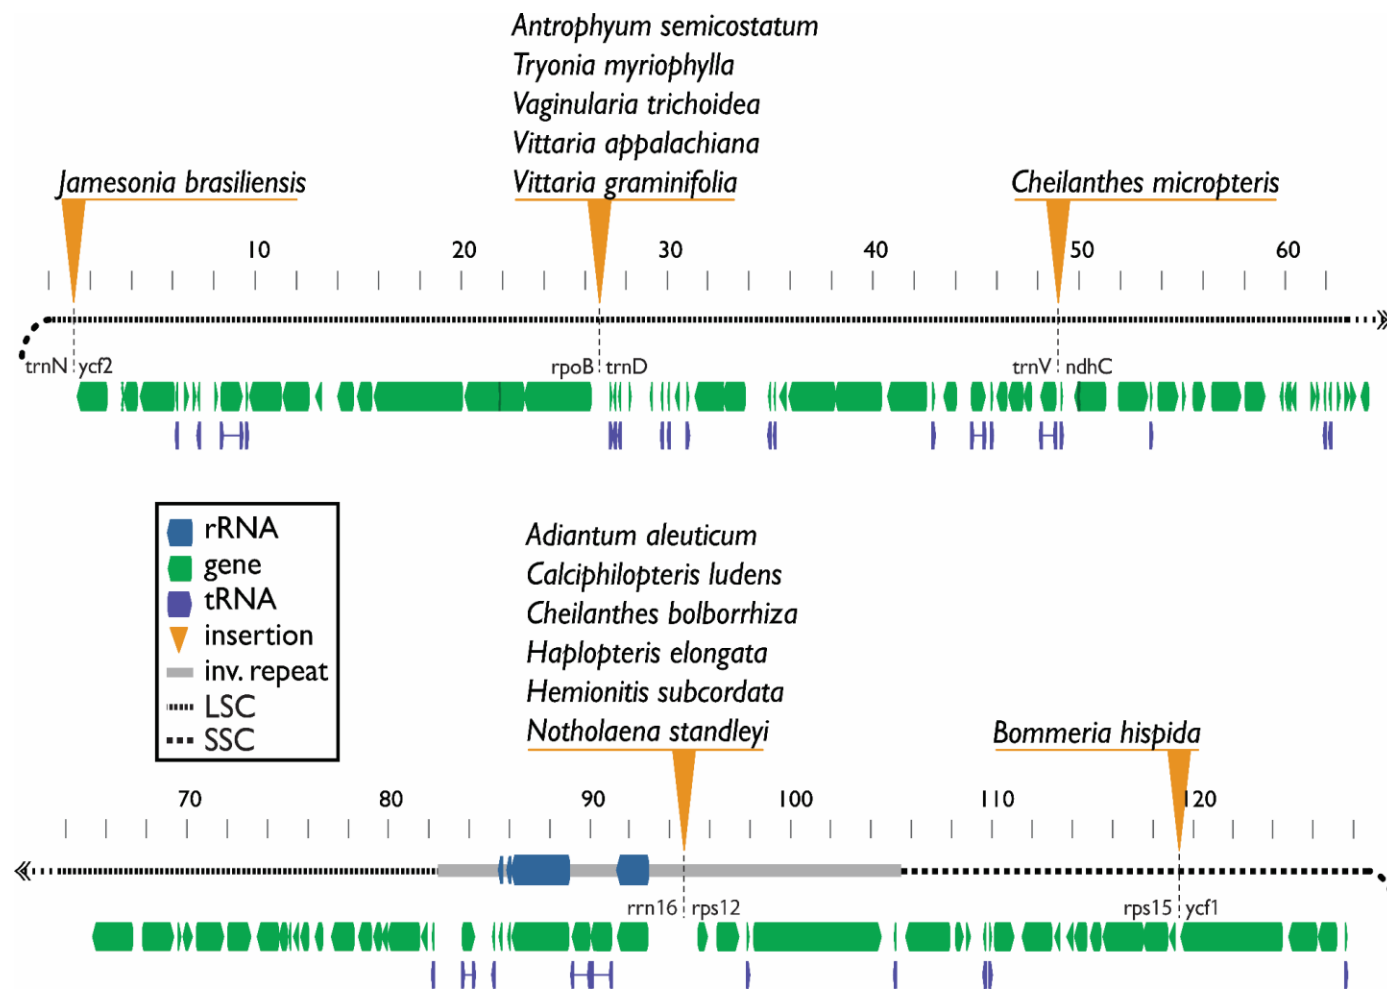 Antrophyum semicostatum
Tryonia myriophylla
Vaginularia trichoidea
Vittaria appalachiana
Jamesonia brasiliensis
Vittaria graminifolia
Cheilanthes micropteris
10 20 30 40 50 60
trnN ycf2 rpoB trnD trnV ndhC
rRNA
gene
tRNA
insertion
inv. repeat
LSC
SSC
Adiantum aleuticum
Calciphilopteris ludens
Cheilanthes bolborrhiza
Haplopteris elongata
Hemionitis subcordata
Notholaena standleyi
Bommeria hispida
70 80 90 100 110 120
rrn16 rps12 rps15 ycf1